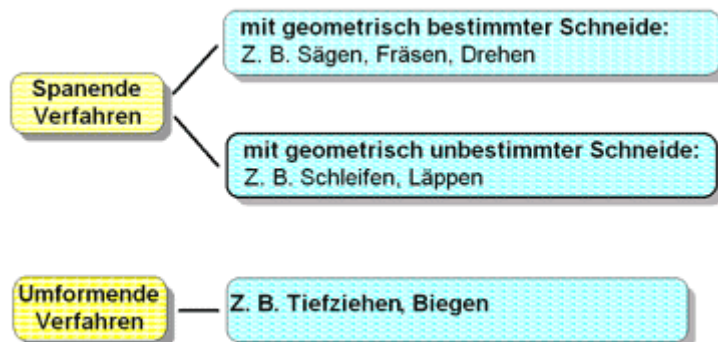 mit geometrisch bestimmter Schneide:
Z. B. Sägen, Fräsen, Drehen
Spanende
Verfahren
mit geometrisch unbestimmter Schneide:
Z. B. Schleifen, Läppen
Umformende
Verfahren
Z. B. Tiefziehen, Biegen